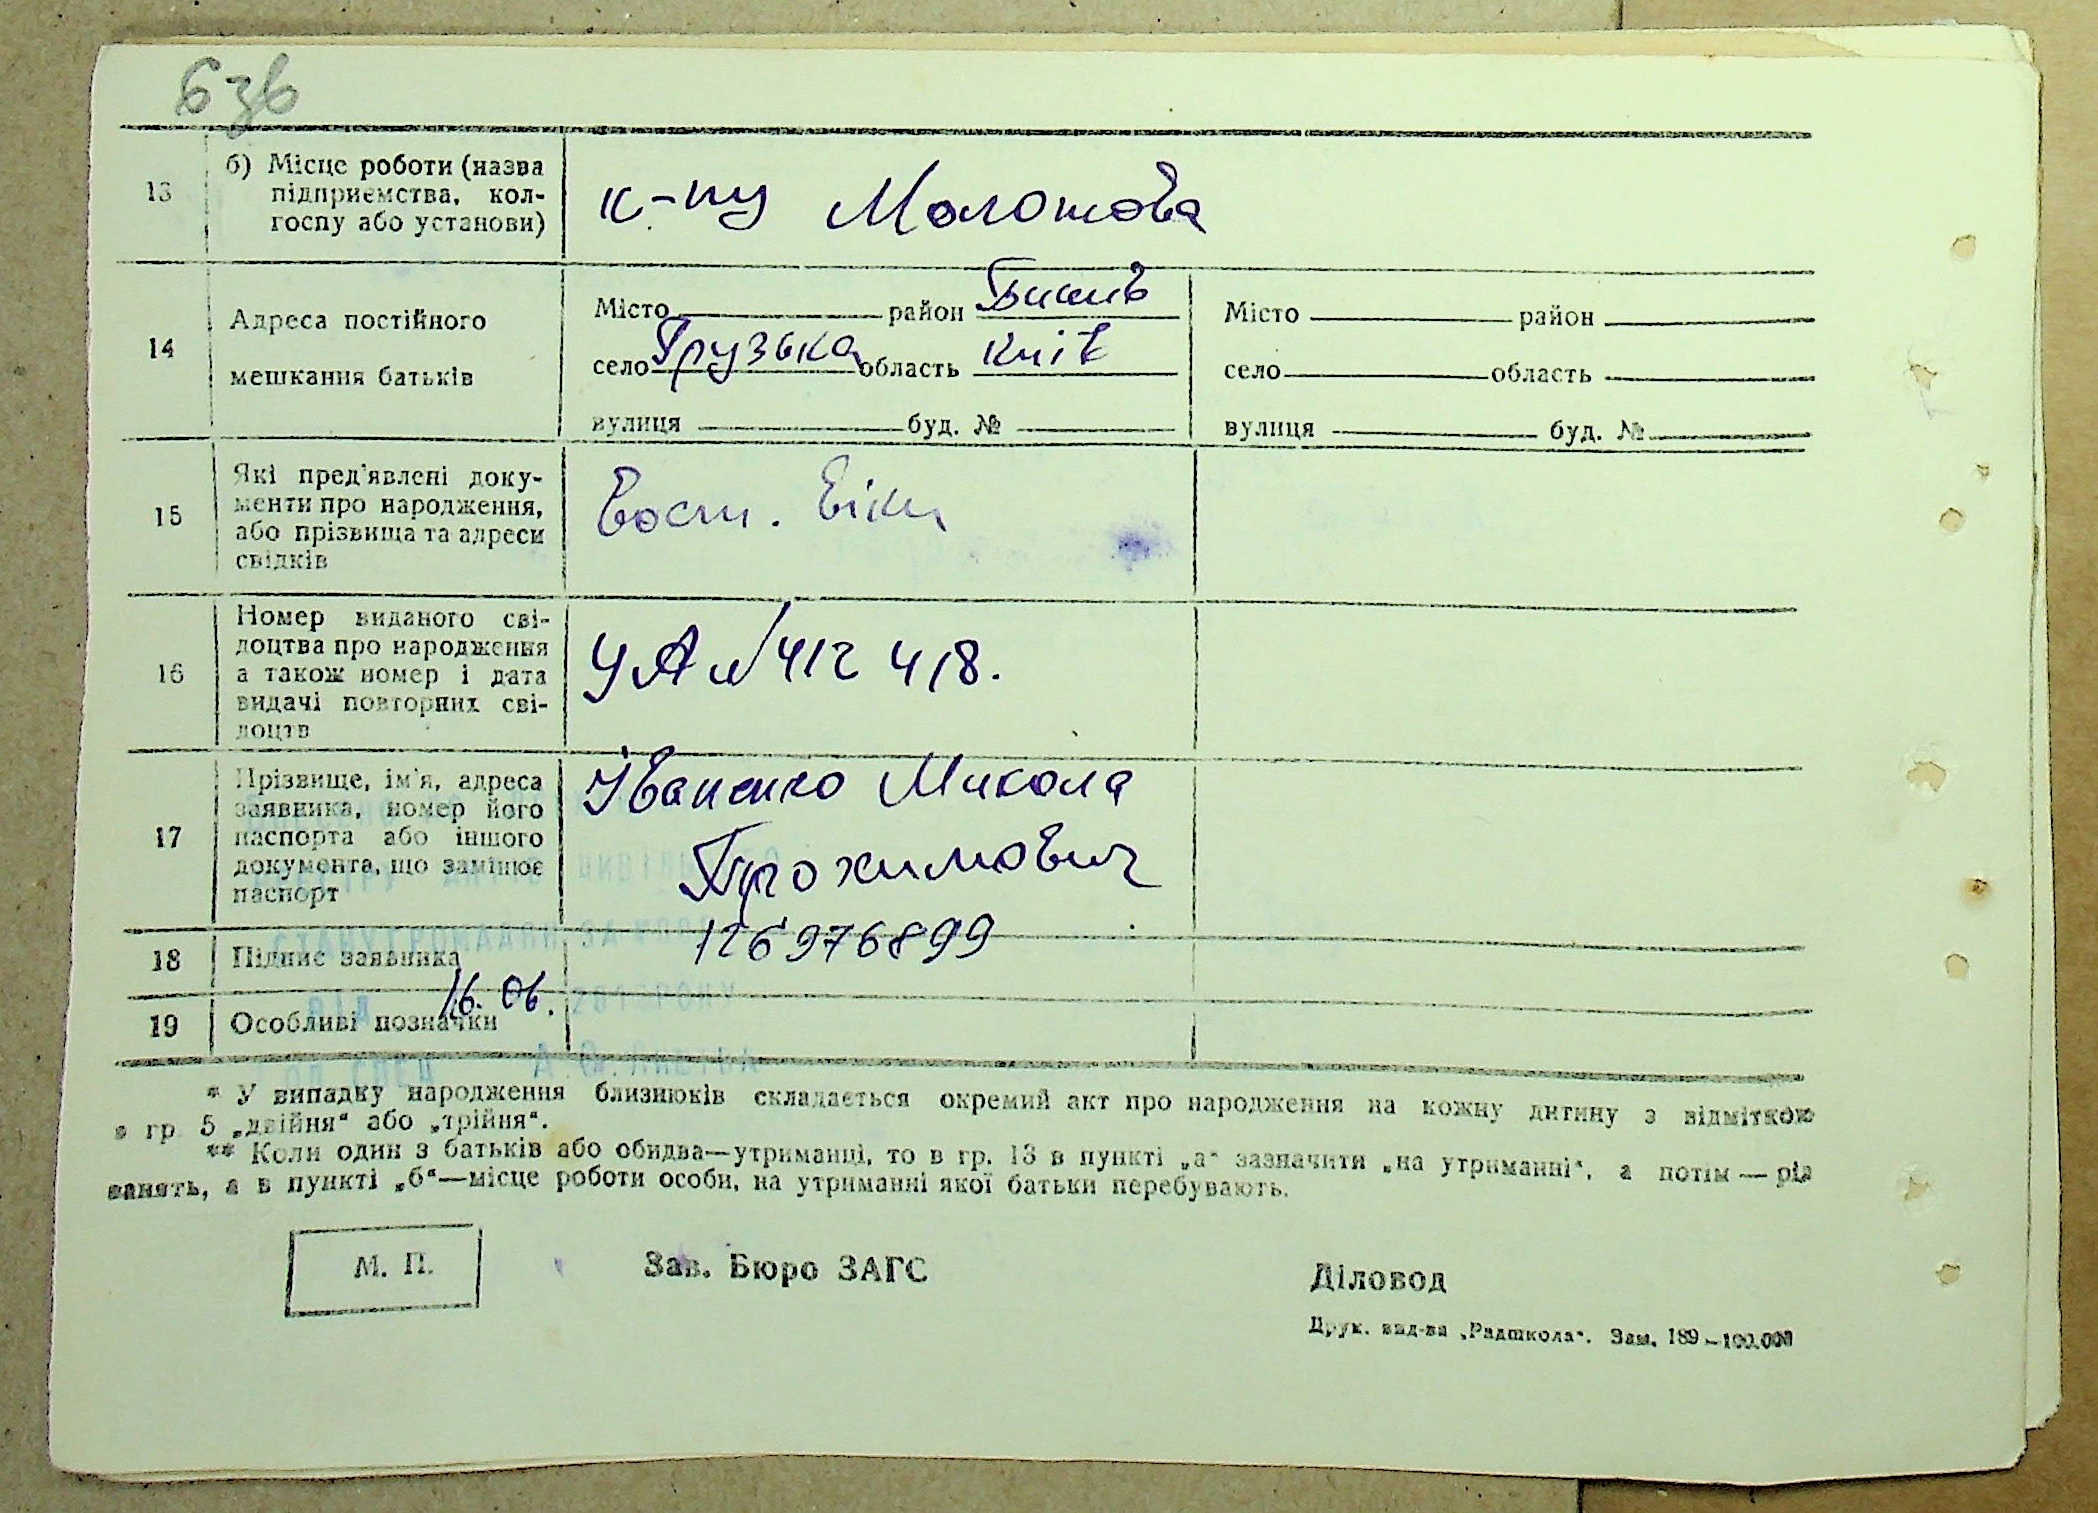 636
13 б) Місце роботи (назва
підприємства, кол-
госпу або установи)
к-пу Молотова
14 Адреса постійного
мешкання батьків
Місто район Бишив Місто район
село Грузька область Київ село область
вулиця буд. № вулиця буд. №
15 Які пред'явлені доку-
менти про народження,
або прізвища та адреси
свідків
Вост. віки
16 Номер виданого сві-
доцтва про народження
а також номер і дата
видачі повторних сві-
доцтв
УА № 412 418.
17 Прізвище, ім'я, адреса
заявника, номер його
паспорта або іншого
документа, що замінює
паспорт
Іваненко Микола
Трохимович
126976899
18 Підпис заявника
16. 06.
19 Особливі позначки
* У випадку народження близнюків складається окремий акт про народження на кожну дитину з відміткою
в гр. 5 „двійня“ або „трійня“.
** Коли один з батьків або обидва—утриманці, то в гр. 13 в пункті „а“ зазначити „на утриманні“, а потім — рід
занять, а в пункті „б“—місце роботи особи, на утриманні якої батьки перебувають.
М. П. Зав. Бюро ЗАГС Діловод
Друк. вид-ва „Радшкола“. Зам. 189—100.000